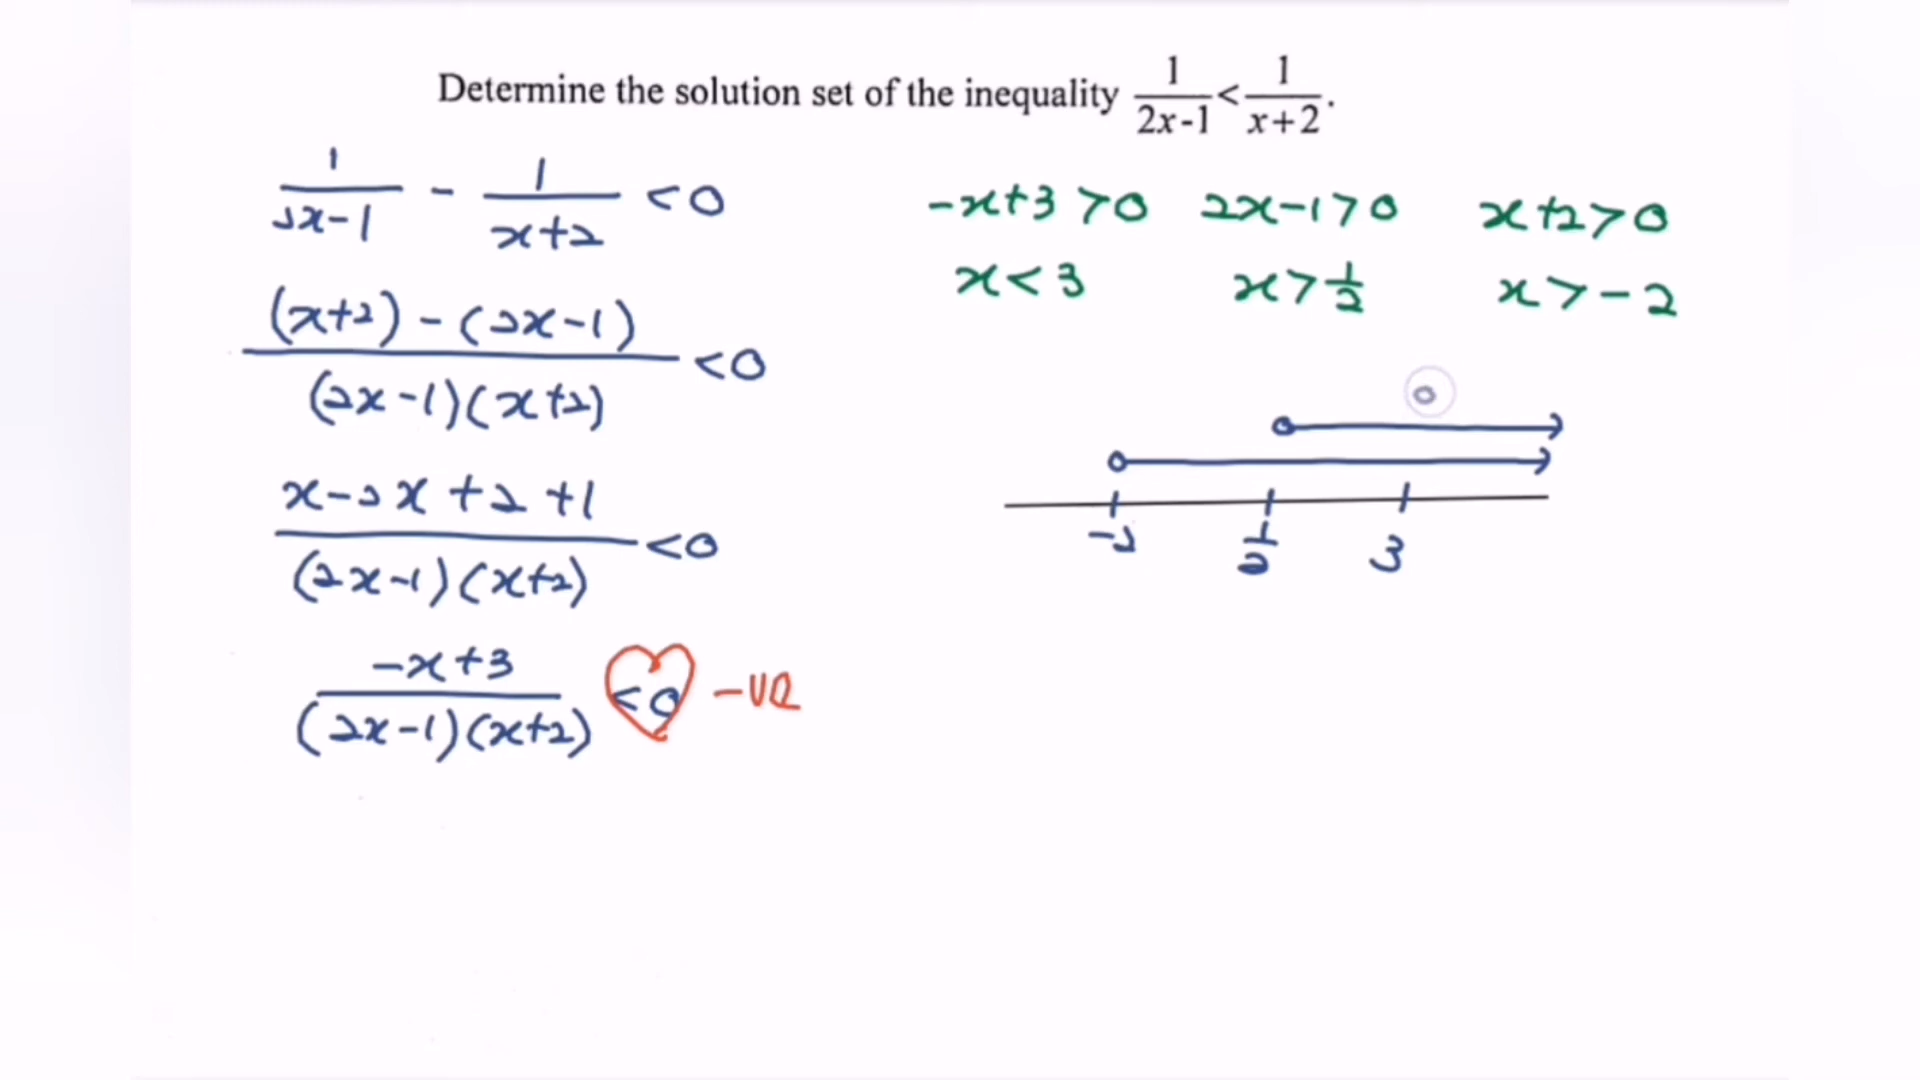 Determine the solution set of the inequality 1/(2x-1) < 1/(x+2).
1/(2x-1) - 1/(x+2) < 0
((x+2) - (2x-1))/((2x-1)(x+2)) < 0
(x-2x+2+1)/((2x-1)(x+2)) < 0
(-x+3)/((2x-1)(x+2)) < 0 -ve
-x+3 > 0 2x-1 > 0 x+2 > 0
x < 3 x > 1/2 x > -2
-2 1/2 3